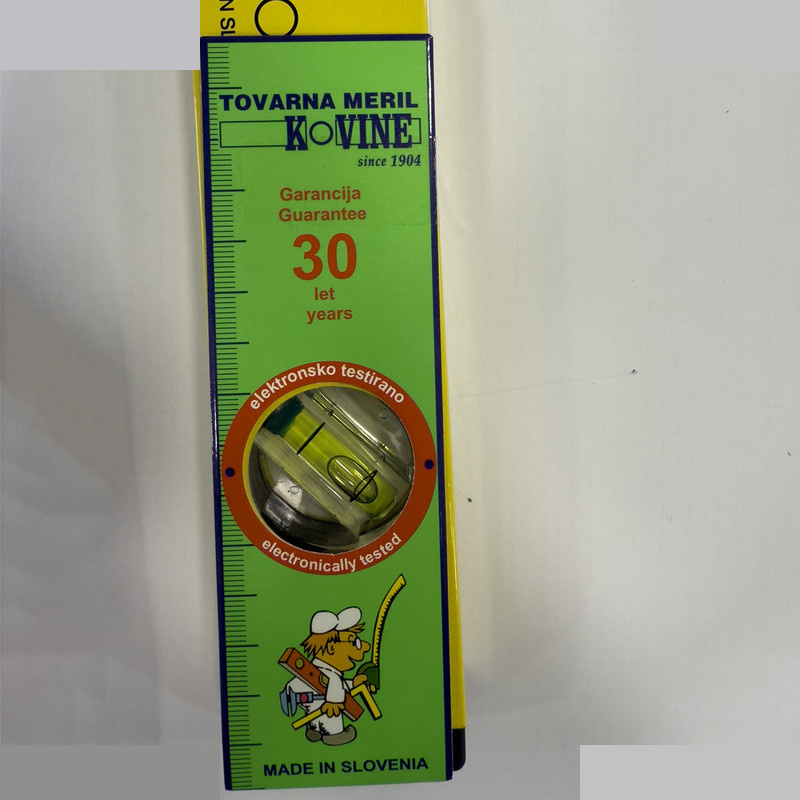 TOVARNA MERIL
KOVINE
since 1904
Garancija
Guarantee
30
let
years
elektronsko testirano
electronically tested
MADE IN SLOVENIA